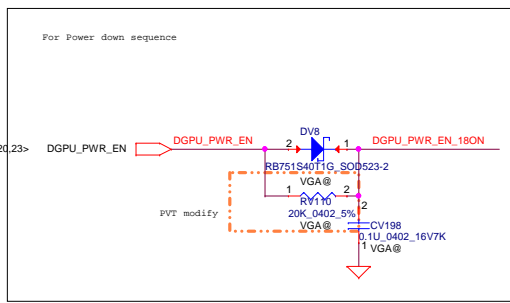 For Power down sequence
DV8
20,23> DGPU_PWR_EN DGPU_PWR_EN 2 1 DGPU_PWR_EN_18ON
RB751S40T1G_SOD523-2
VGA@
1 2
RV110
PVT modify 20K_0402_5% 2
VGA@ CV198
0.1U_0402_16V7K
1 VGA@